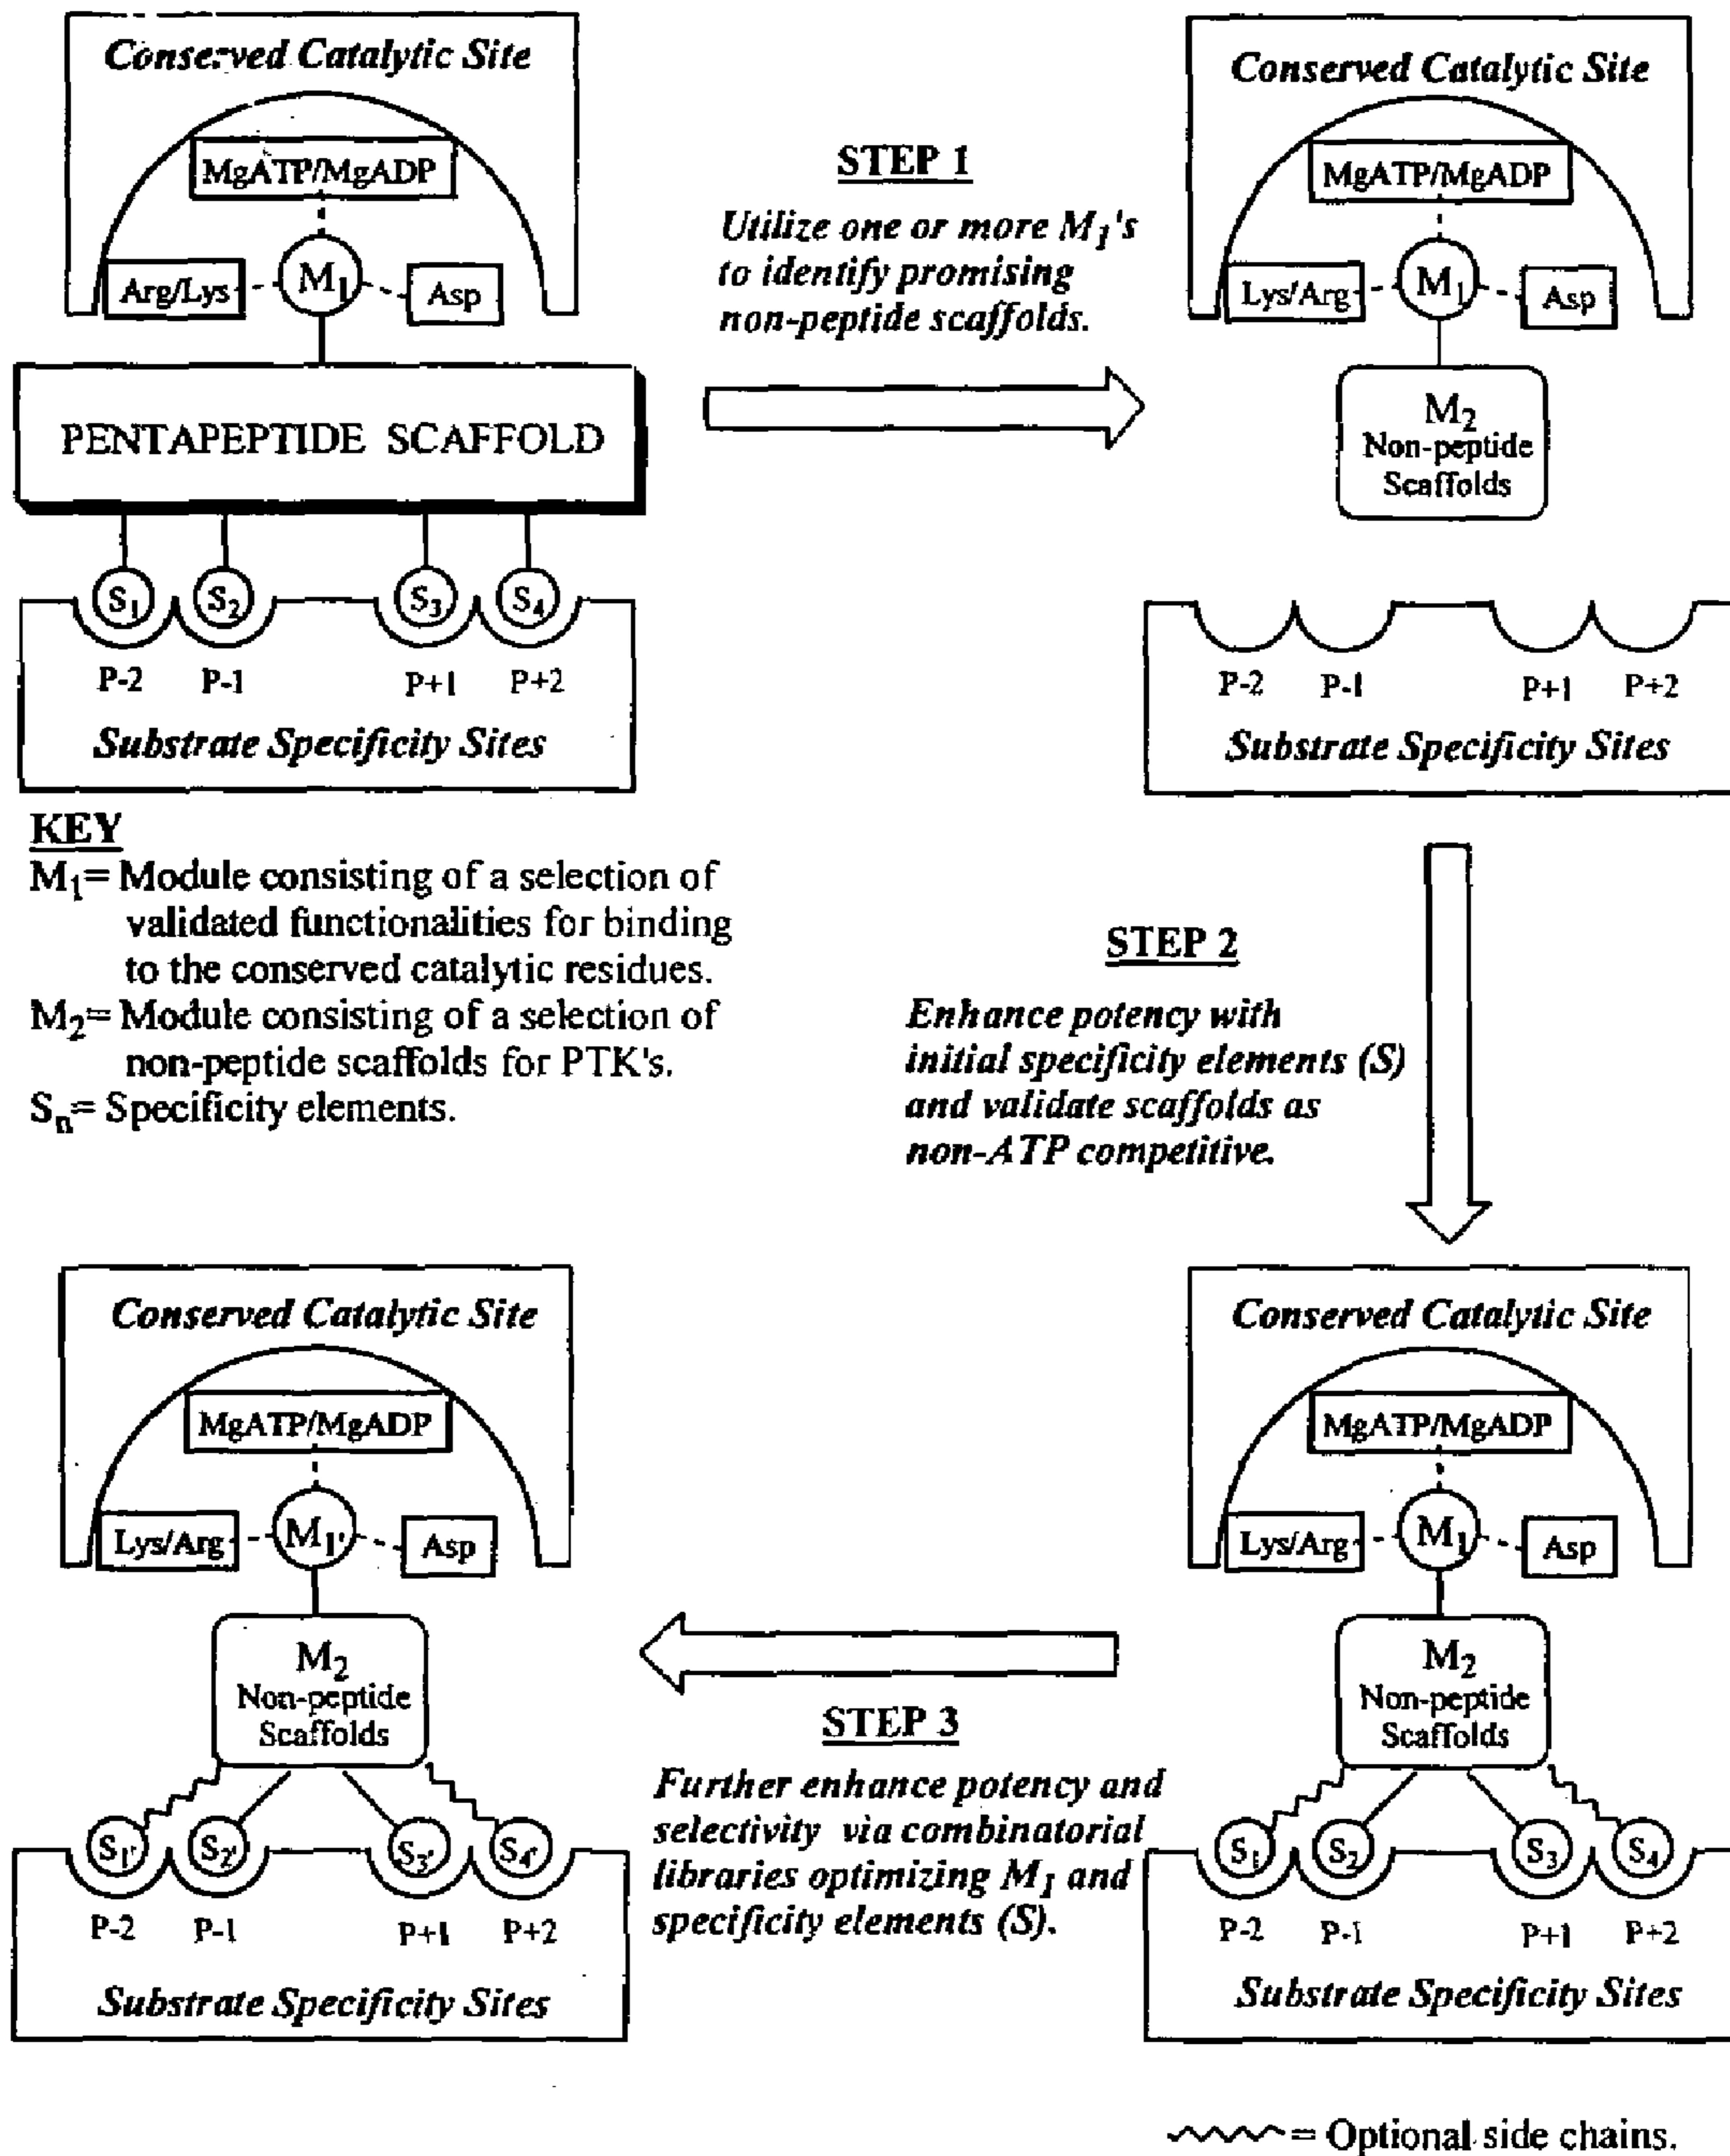 Conserved Catalytic Site
MgATP/MgADP
Arg/Lys
M1
Asp
PENTAPEPTIDE SCAFFOLD
S1
S2
S3
S4
P-2
P-1
P+1
P+2
Substrate Specificity Sites
STEP 1
Utilize one or more M1's
to identify promising
non-peptide scaffolds.
Conserved Catalytic Site
MgATP/MgADP
Lys/Arg
M1
Asp
M2
Non-peptide
Scaffolds
P-2
P-1
P+1
P+2
Substrate Specificity Sites
KEY
M1= Module consisting of a selection of
validated functionalities for binding
to the conserved catalytic residues.
M2= Module consisting of a selection of
non-peptide scaffolds for PTK's.
Sn= Specificity elements.
STEP 2
Enhance potency with
initial specificity elements (S)
and validate scaffolds as
non-ATP competitive.
Conserved Catalytic Site
MgATP/MgADP
Lys/Arg
M1
Asp
M2
Non-peptide
Scaffolds
S1
S2
S3
S4
P-2
P-1
P+1
P+2
Substrate Specificity Sites
STEP 3
Further enhance potency and
selectivity via combinatorial
libraries optimizing M1 and
specificity elements (S).
Conserved Catalytic Site
MgATP/MgADP
Lys/Arg
M1'
Asp
M2
Non-peptide
Scaffolds
S1'
S2'
S3'
S4'
P-2
P-1
P+1
P+2
Substrate Specificity Sites
= Optional side chains.